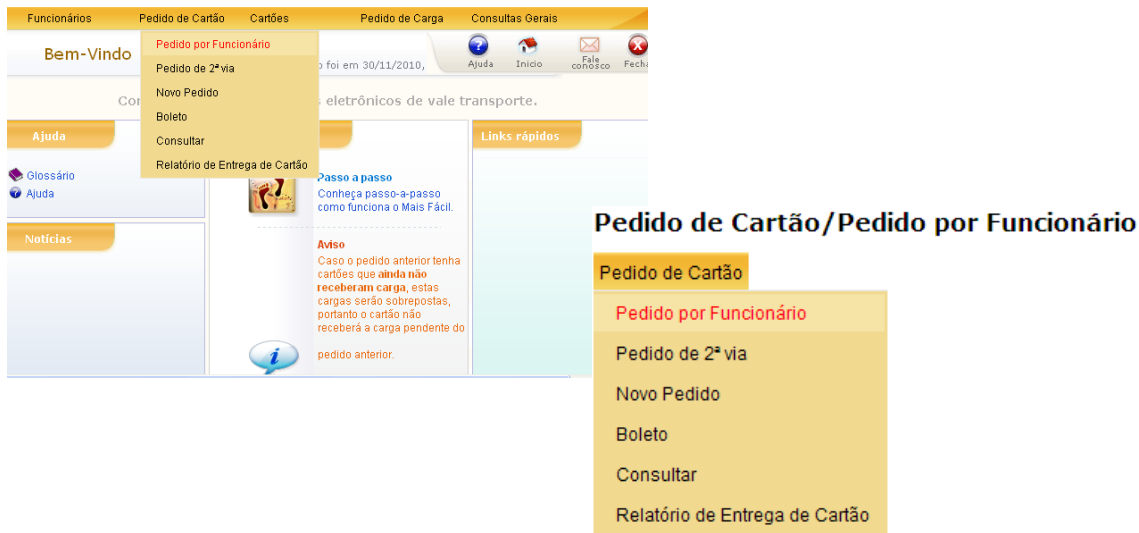 Funcionários Pedido de Cartão Cartões Pedido de Carga Consultas Gerais
Bem-Vindo
Pedido por Funcionário
Pedido de 2ª via
Novo Pedido
Boleto
Consultar
Relatório de Entrega de Cartão
foi em 30/11/2010,
Ajuda Inicio Fale conosco
eletrônicos de vale transporte.
Ajuda
Links rápidos
Glossário
Ajuda
Notícias
Passo a passo
Conheça passo-a-passo
como funciona o Mais Fácil.
Aviso
Caso o pedido anterior tenha
cartões que ainda não
receberam carga, estas
cargas serão sobrepostas,
portanto o cartão não
receberá a carga pendente do
pedido anterior.
Pedido de Cartão/Pedido por Funcionário
Pedido de Cartão
Pedido por Funcionário
Pedido de 2ª via
Novo Pedido
Boleto
Consultar
Relatório de Entrega de Cartão